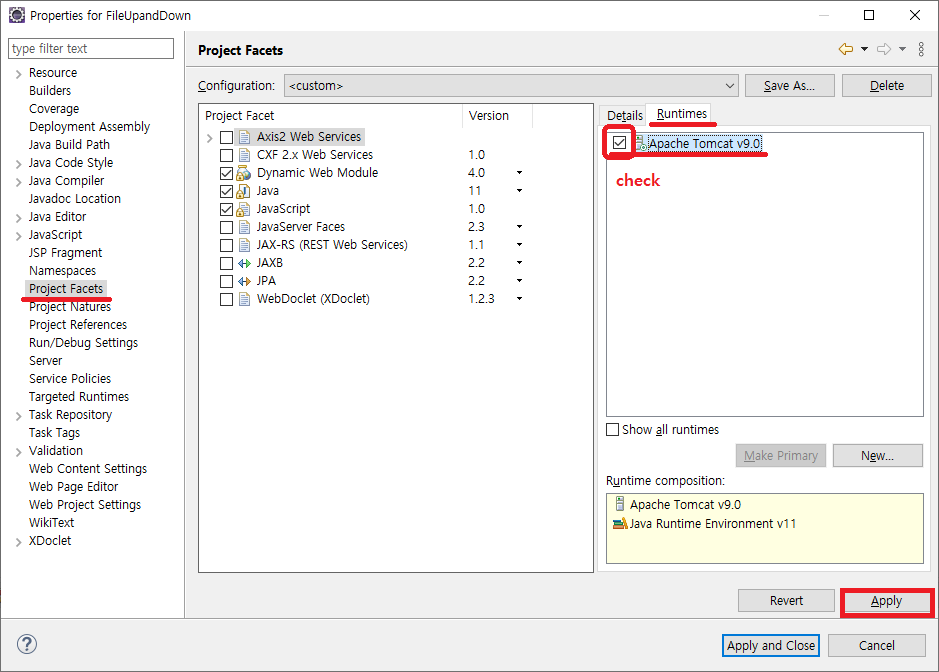 Properties for FileUpandDown
type filter text
Resource
Builders
Coverage
Deployment Assembly
Java Build Path
Java Code Style
Java Compiler
Javadoc Location
Java Editor
JavaScript
JSP Fragment
Namespaces
Project Facets
Project Natures
Project References
Run/Debug Settings
Server
Service Policies
Targeted Runtimes
Task Repository
Task Tags
Validation
Web Content Settings
Web Page Editor
Web Project Settings
WikiText
XDoclet
Project Facets
Configuration: <custom> Save As... Delete
Project Facet Version
Axis2 Web Services
CXF 2.x Web Services 1.0
Dynamic Web Module 4.0
Java 11
JavaScript 1.0
JavaServer Faces 2.3
JAX-RS (REST Web Services) 1.1
JAXB 2.2
JPA 2.2
WebDoclet (XDoclet) 1.2.3
Details Runtimes
Apache Tomcat v9.0
check
Show all runtimes
Make Primary New...
Runtime composition:
Apache Tomcat v9.0
Java Runtime Environment v11
Revert Apply
? Apply and Close Cancel